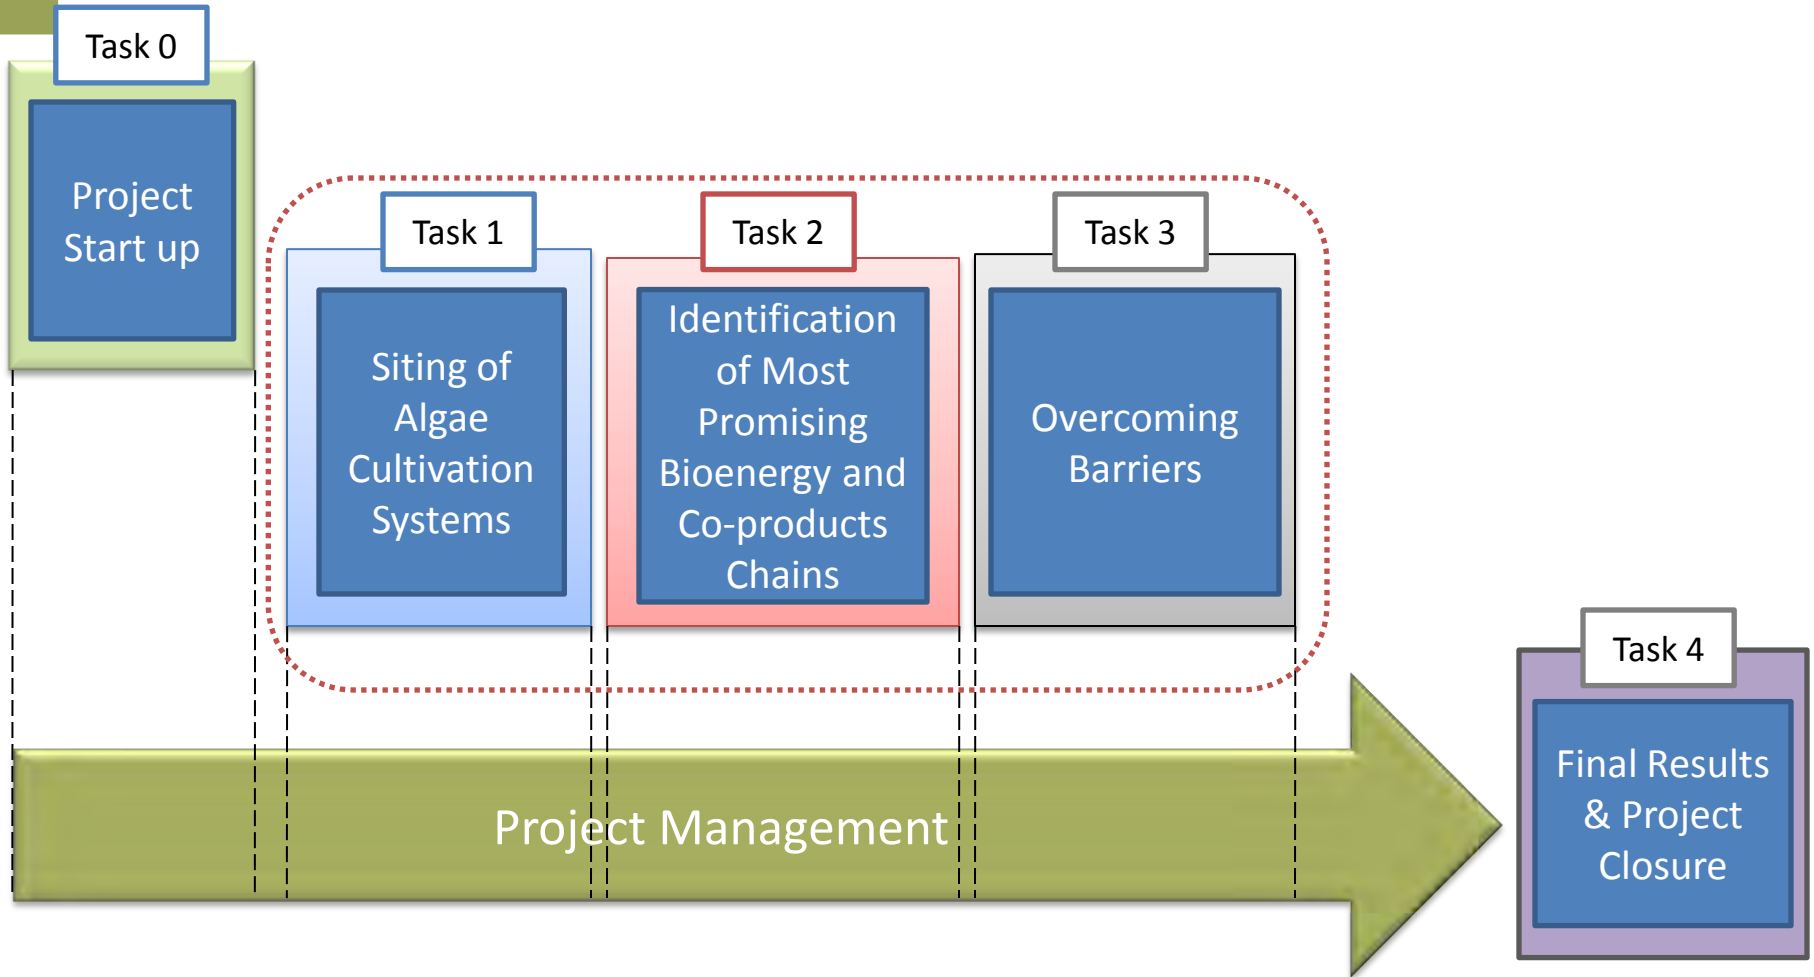 Task 0
Project
Start up
Task 1
Siting of
Algae
Cultivation
Systems
Task 2
Identification
of Most
Promising
Bioenergy and
Co-products
Chains
Task 3
Overcoming
Barriers
Project Management
Task 4
Final Results
& Project
Closure